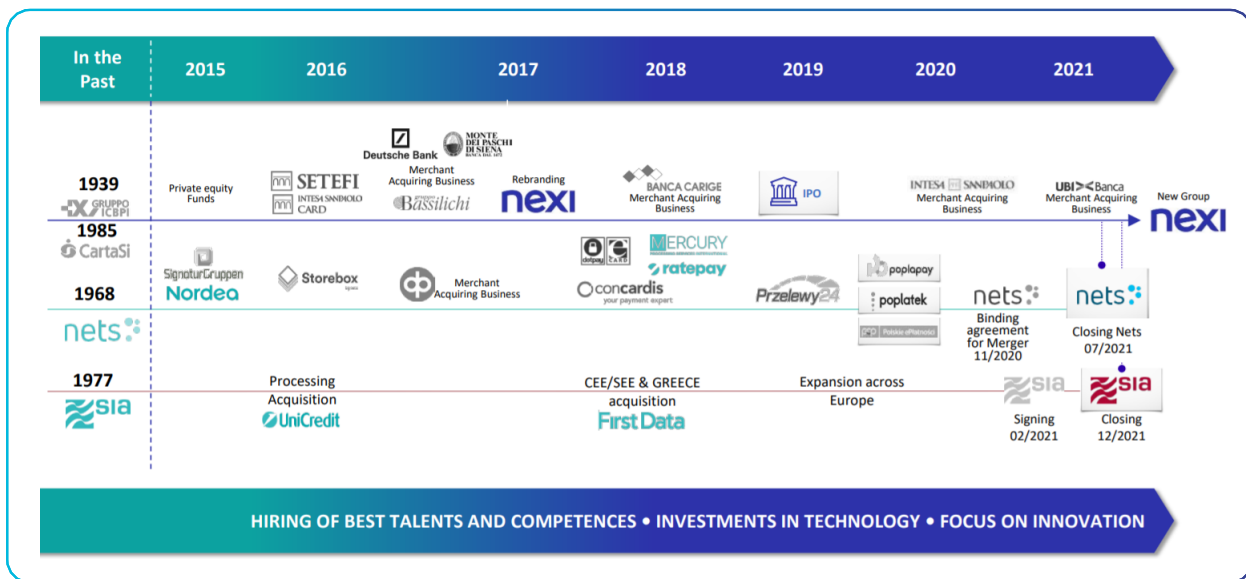 In the
Past
2015
2016
2017
2018
2019
2020
2021
1939
GRUPPO
ICBPI
Private equity
Funds
SETEFI
INTESA SANPAOLO
CARD
Deutsche Bank
MONTE
DEI PASCHI
DI SIENA
BANCA DAL 1472
Merchant
Acquiring Business
Bassilichi
Rebranding
nexi
BANCA CARIGE
Merchant Acquiring
Business
IPO
INTESA SANPAOLO
Merchant Acquiring
Business
UBI Banca
Merchant Acquiring
Business
New Group
nexi
1985
CartaSi
1968
nets
SignaturGruppen
Nordea
Storebox
Merchant
Acquiring Business
dotpay
eCARD
MERCURY
ratepay
concardis
your payment expert
Przelewy24
poplapay
poplatek
pep Polskie ePłatności
nets
Binding
agreement
for Merger
11/2020
nets
Closing Nets
07/2021
1977
sia
Processing
Acquisition
UniCredit
CEE/SEE & GREECE
acquisition
First Data
Expansion across
Europe
sia
Signing
02/2021
sia
Closing
12/2021
HIRING OF BEST TALENTS AND COMPETENCES • INVESTMENTS IN TECHNOLOGY • FOCUS ON INNOVATION